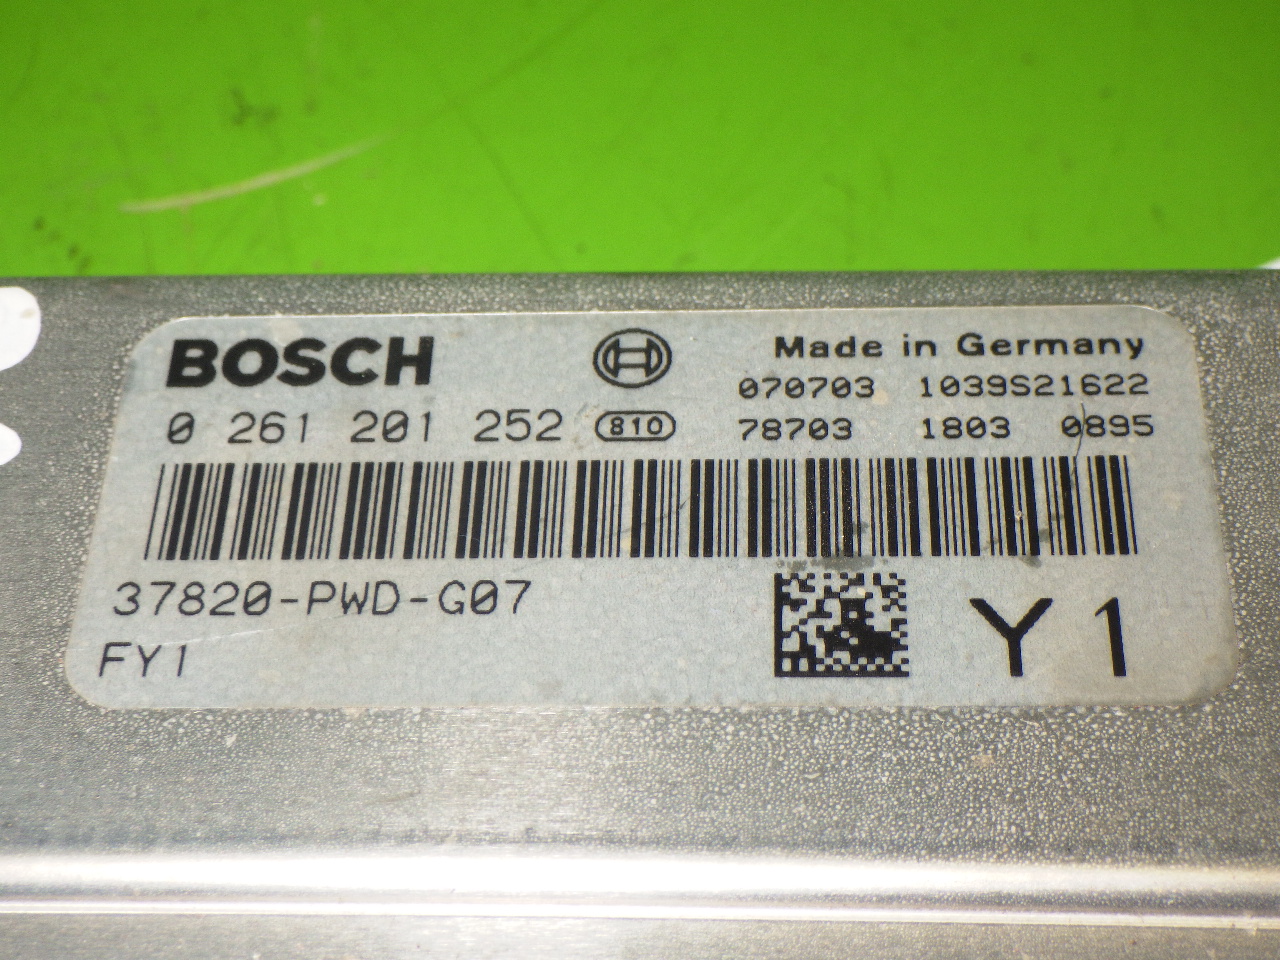 BOSCH
Made in Germany
070703 1039S21622
0 261 201 252 810 78703 1803 0895
37820-PWD-G07
FY1
Y1